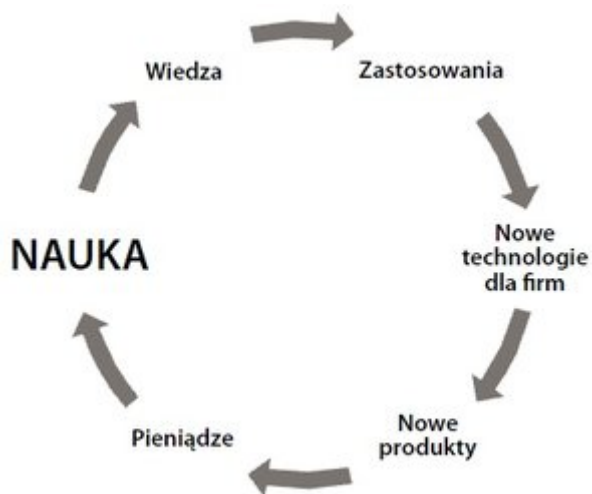 Wiedza
Zastosowania
NAUKA
Nowe
technologie
dla firm
Pieniądze
Nowe
produkty